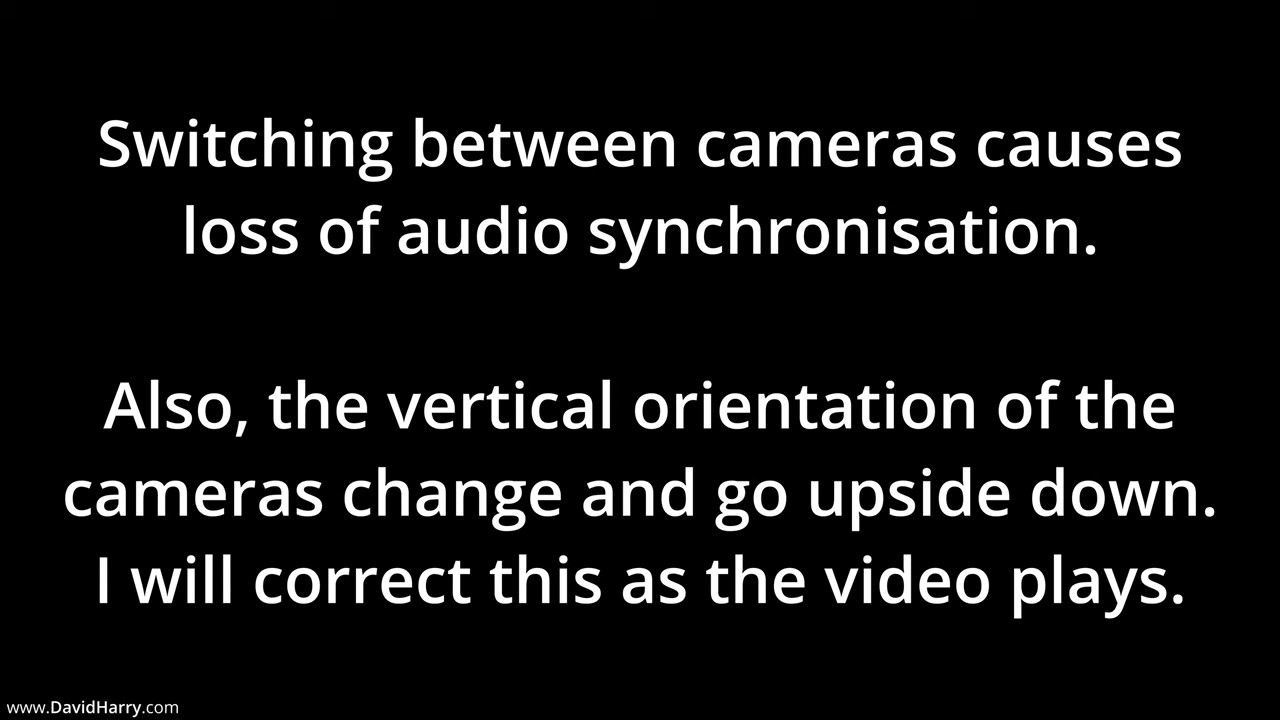 Switching between cameras causes
loss of audio synchronisation.
Also, the vertical orientation of the
cameras change and go upside down.
I will correct this as the video plays.
www.DavidHarry.com